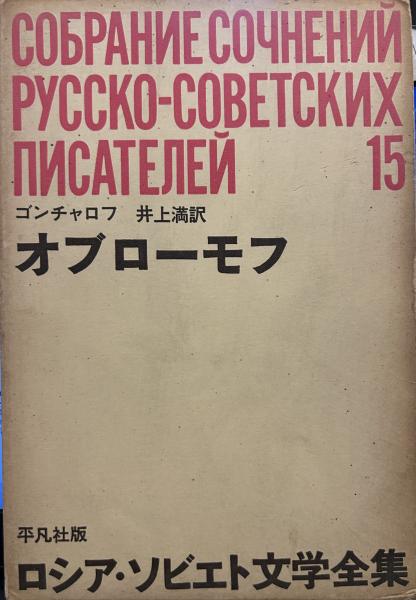 СОБРАНИЕ СОЧНЕНИЙ
РУССКО-СОВЕТСКИХ
ПИСАТЕЛЕЙ 15
ゴンチャロフ 井上満訳
オブローモフ
平凡社版
ロシア・ソビエト文学全集